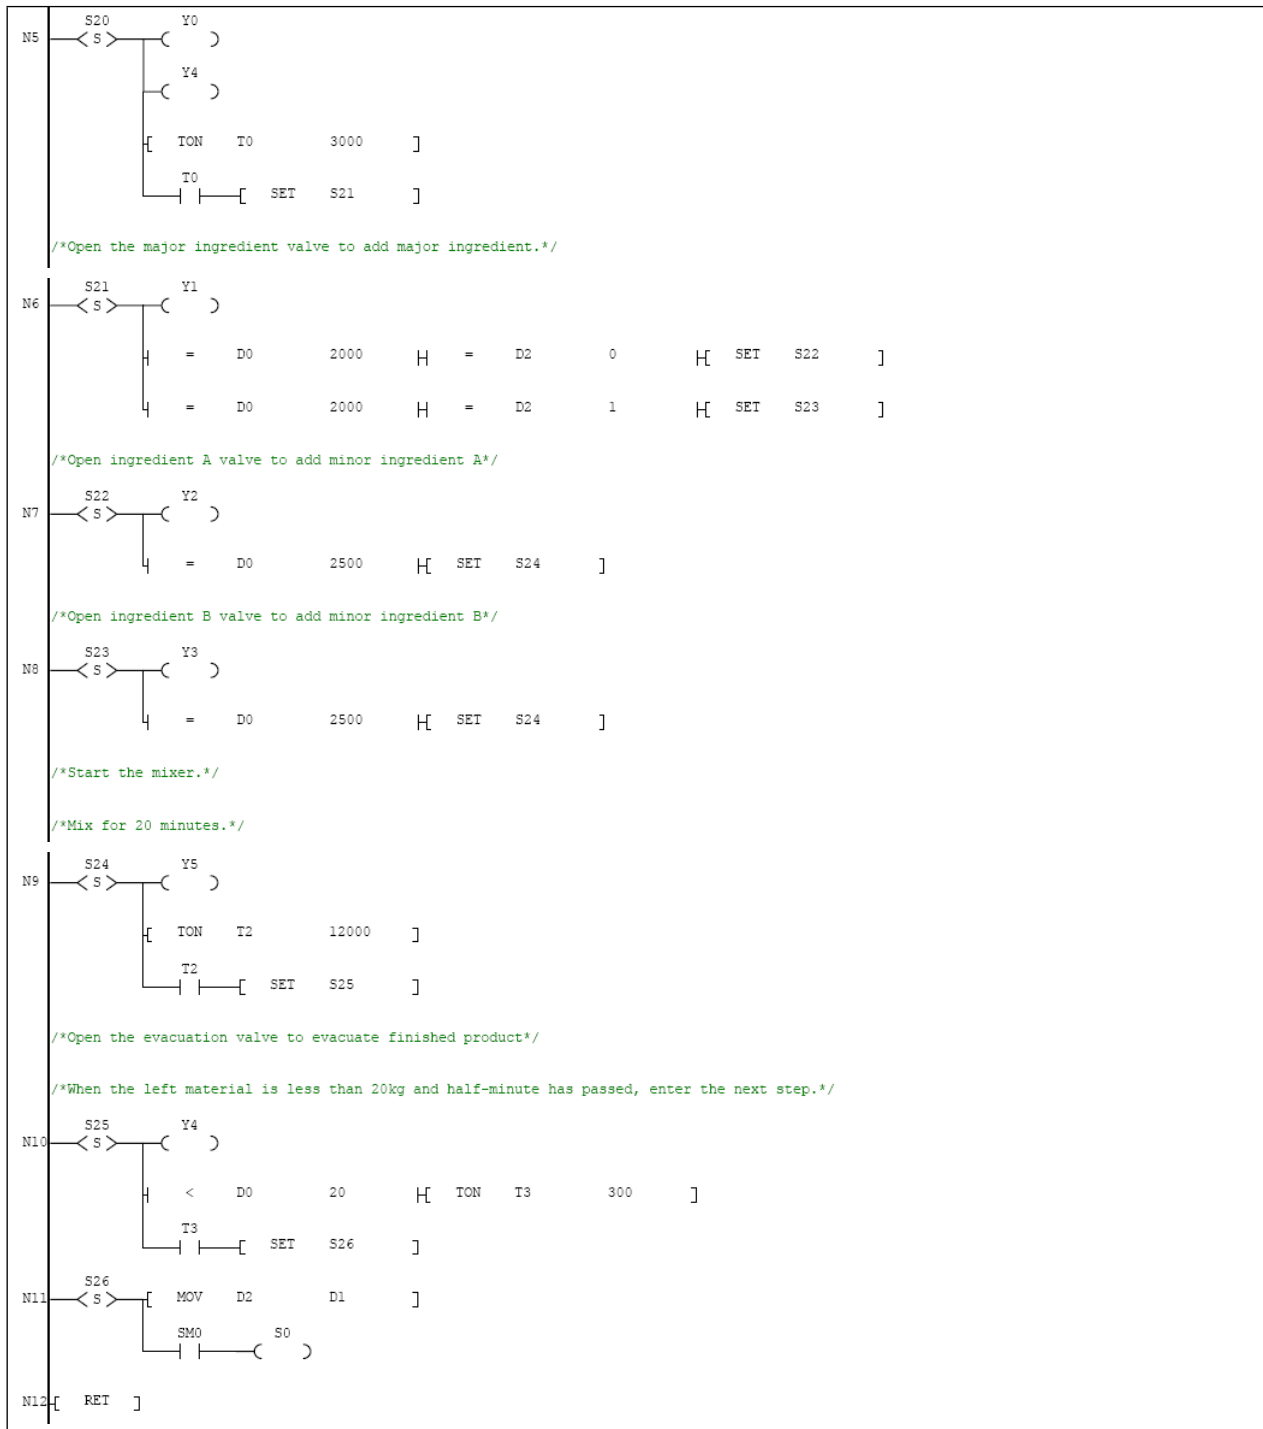 S20 Y0
N5 S
Y4
TON T0 3000
T0
SET S21
/*Open the major ingredient valve to add major ingredient.*/
S21 Y1
N6 S
= D0 2000 = D2 0 SET S22
= D0 2000 = D2 1 SET S23
/*Open ingredient A valve to add minor ingredient A*/
S22 Y2
N7 S
= D0 2500 SET S24
/*Open ingredient B valve to add minor ingredient B*/
S23 Y3
N8 S
= D0 2500 SET S24
/*Start the mixer.*/
/*Mix for 20 minutes.*/
S24 Y5
N9 S
TON T2 12000
T2
SET S25
/*Open the evacuation valve to evacuate finished product*/
/*When the left material is less than 20kg and half-minute has passed, enter the next step.*/
S25 Y4
N10 S
< D0 20 TON T3 300
T3
SET S26
S26
N11 S MOV D2 D1
SM0 S0
N12 RET